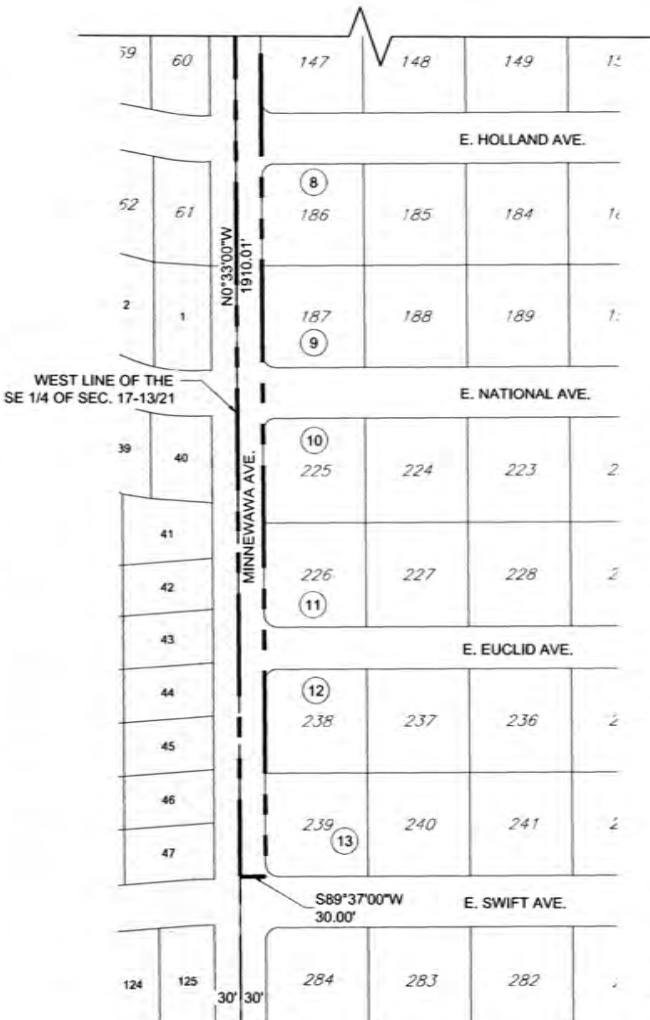 59 60 147 148 149
E. HOLLAND AVE.
8
62 61 186 185 184
N0°33'00"W
1910.01'
2 1 187 188 189
9
WEST LINE OF THE
SE 1/4 OF SEC. 17-13/21
E. NATIONAL AVE.
10
39 40 225 224 223
MINNEWAWA AVE.
41
42 226 227 228
11
43
E. EUCLID AVE.
44
12
45 238 237 236
46
47 239 13 240 241
S89°37'00"W
30.00'
E. SWIFT AVE.
124 125 284 283 282
30' 30'